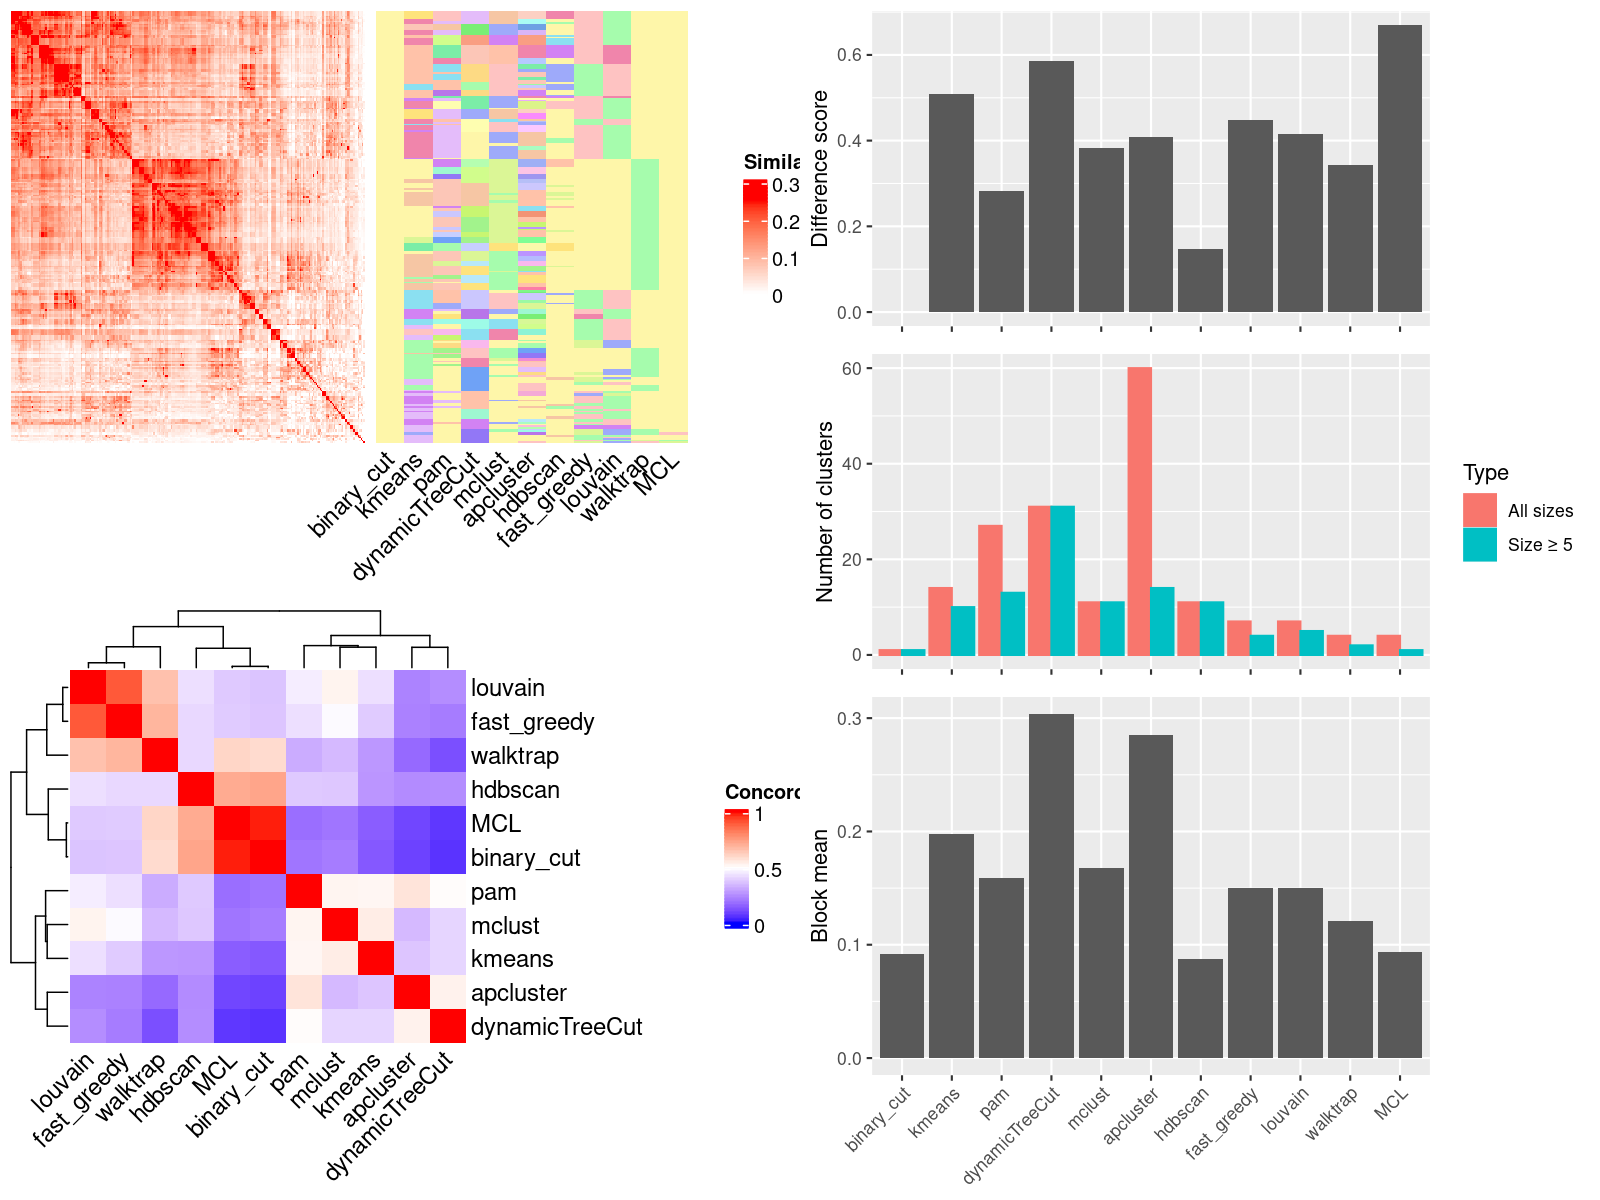 Simila
0.3
0.2
0.1
0
binary_cut
kmeans
pam
dynamicTreeCut
mclust
apcluster
hdbscan
fast_greedy
louvain
walktrap
MCL
louvain
fast_greedy
walktrap
hdbscan
MCL
binary_cut
pam
mclust
kmeans
apcluster
dynamicTreeCut
louvain
fast_greedy
walktrap
hdbscan
MCL
binary_cut
pam
mclust
kmeans
apcluster
dynamicTreeCut
Concord
1
0.5
0
Difference score
0.6
0.4
0.2
0.0
Number of clusters
60
40
20
0
Type
All sizes
Size ≥ 5
Block mean
0.3
0.2
0.1
0.0
binary_cut
kmeans
pam
dynamicTreeCut
mclust
apcluster
hdbscan
fast_greedy
louvain
walktrap
MCL